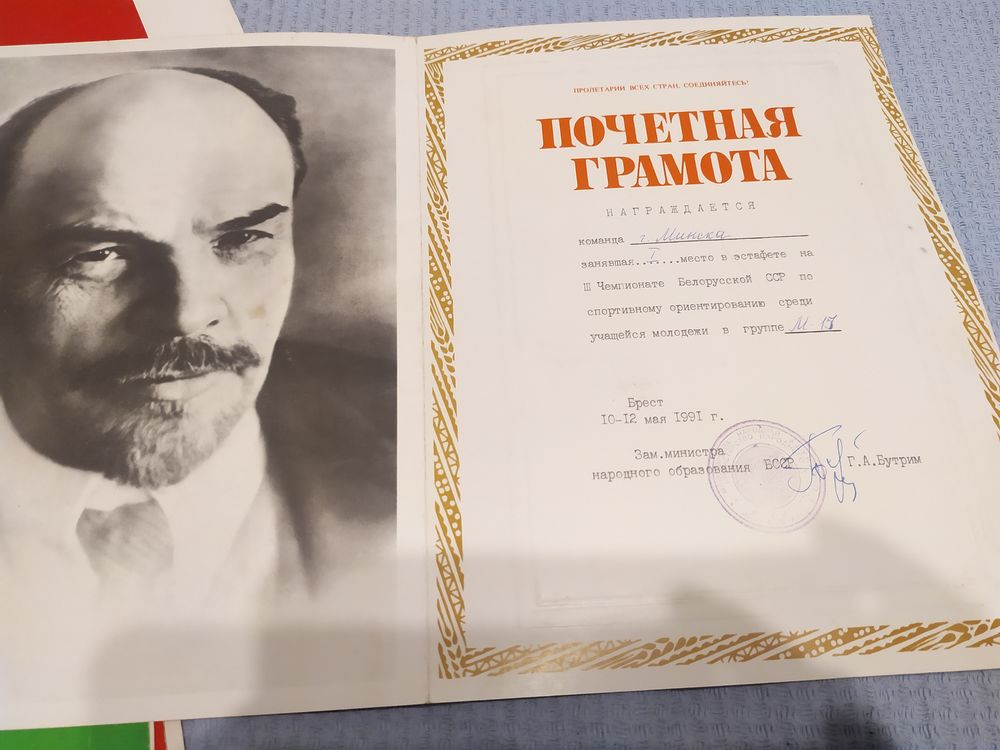 ПРОЛЕТАРИИ ВСЕХ СТРАН, СОЕДИНЯЙТЕСЬ!
ПОЧЕТНАЯ
ГРАМОТА
НАГРАЖДАЕТСЯ
команда г. Минска
занявшая..I...место в эстафете на
III Чемпионате Белорусской ССР по
спортивному ориентированию среди
учащейся молодежи в группе М 17
Брест
10-12 мая 1991 г.
Зам.министра
народного образования БССР Г.А.Бутрим